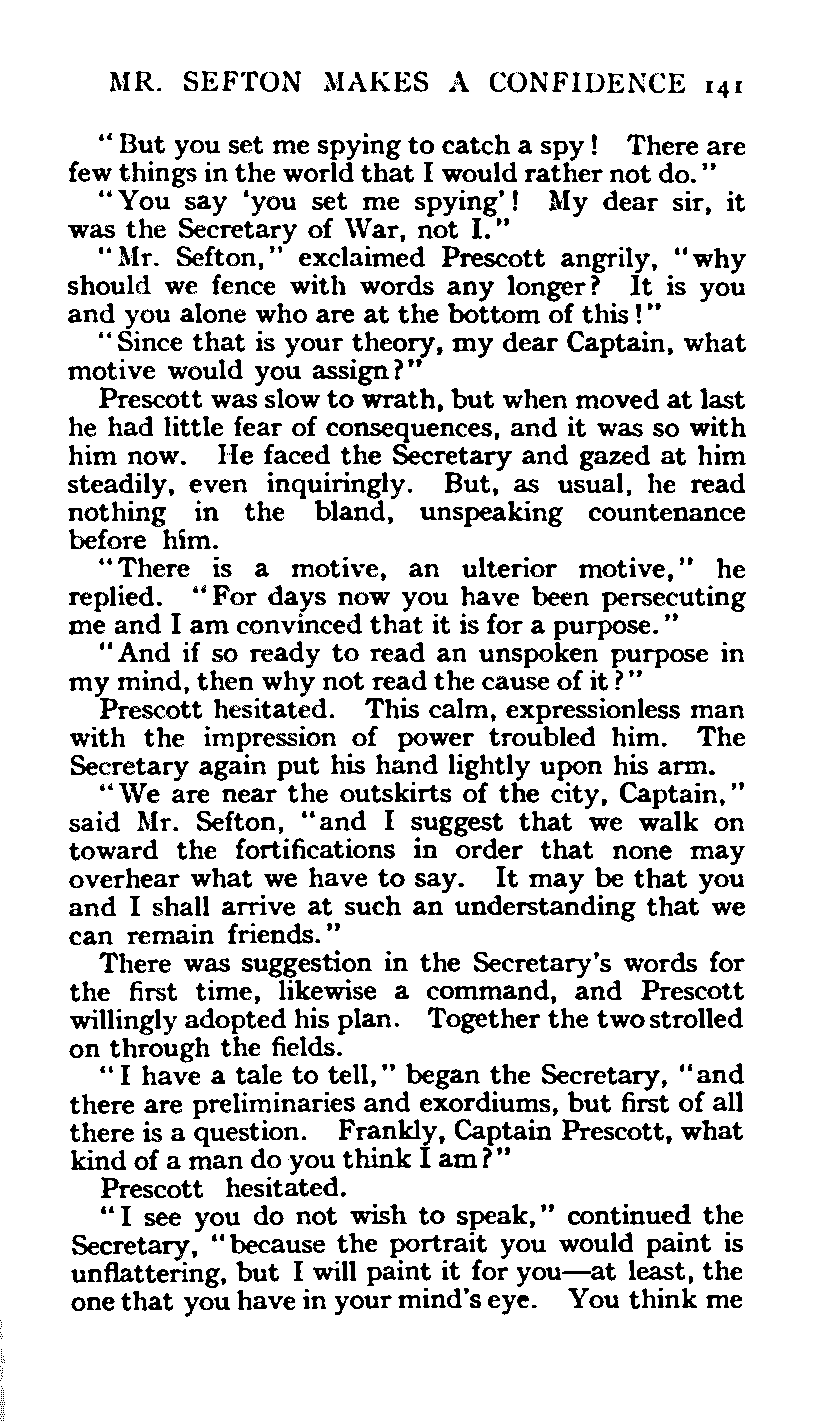 MR. SEFTON MAKES A CONFIDENCE 141
"But you set me spying to catch a spy! There are
few things in the world that I would rather not do."
"You say 'you set me spying'! My dear sir, it
was the Secretary of War, not I."
"Mr. Sefton," exclaimed Prescott angrily, "why
should we fence with words any longer? It is you
and you alone who are at the bottom of this!"
"Since that is your theory, my dear Captain, what
motive would you assign?"
Prescott was slow to wrath, but when moved at last
he had little fear of consequences, and it was so with
him now. He faced the Secretary and gazed at him
steadily, even inquiringly. But, as usual, he read
nothing in the bland, unspeaking countenance
before him.
"There is a motive, an ulterior motive," he
replied. "For days now you have been persecuting
me and I am convinced that it is for a purpose."
"And if so ready to read an unspoken purpose in
my mind, then why not read the cause of it?"
Prescott hesitated. This calm, expressionless man
with the impression of power troubled him. The
Secretary again put his hand lightly upon his arm.
"We are near the outskirts of the city, Captain,"
said Mr. Sefton, "and I suggest that we walk on
toward the fortifications in order that none may
overhear what we have to say. It may be that you
and I shall arrive at such an understanding that we
can remain friends."
There was suggestion in the Secretary's words for
the first time, likewise a command, and Prescott
willingly adopted his plan. Together the two strolled
on through the fields.
"I have a tale to tell," began the Secretary, "and
there are preliminaries and exordiums, but first of all
there is a question. Frankly, Captain Prescott, what
kind of a man do you think I am?"
Prescott hesitated.
"I see you do not wish to speak," continued the
Secretary, "because the portrait you would paint is
unflattering, but I will paint it for you—at least, the
one that you have in your mind's eye. You think me